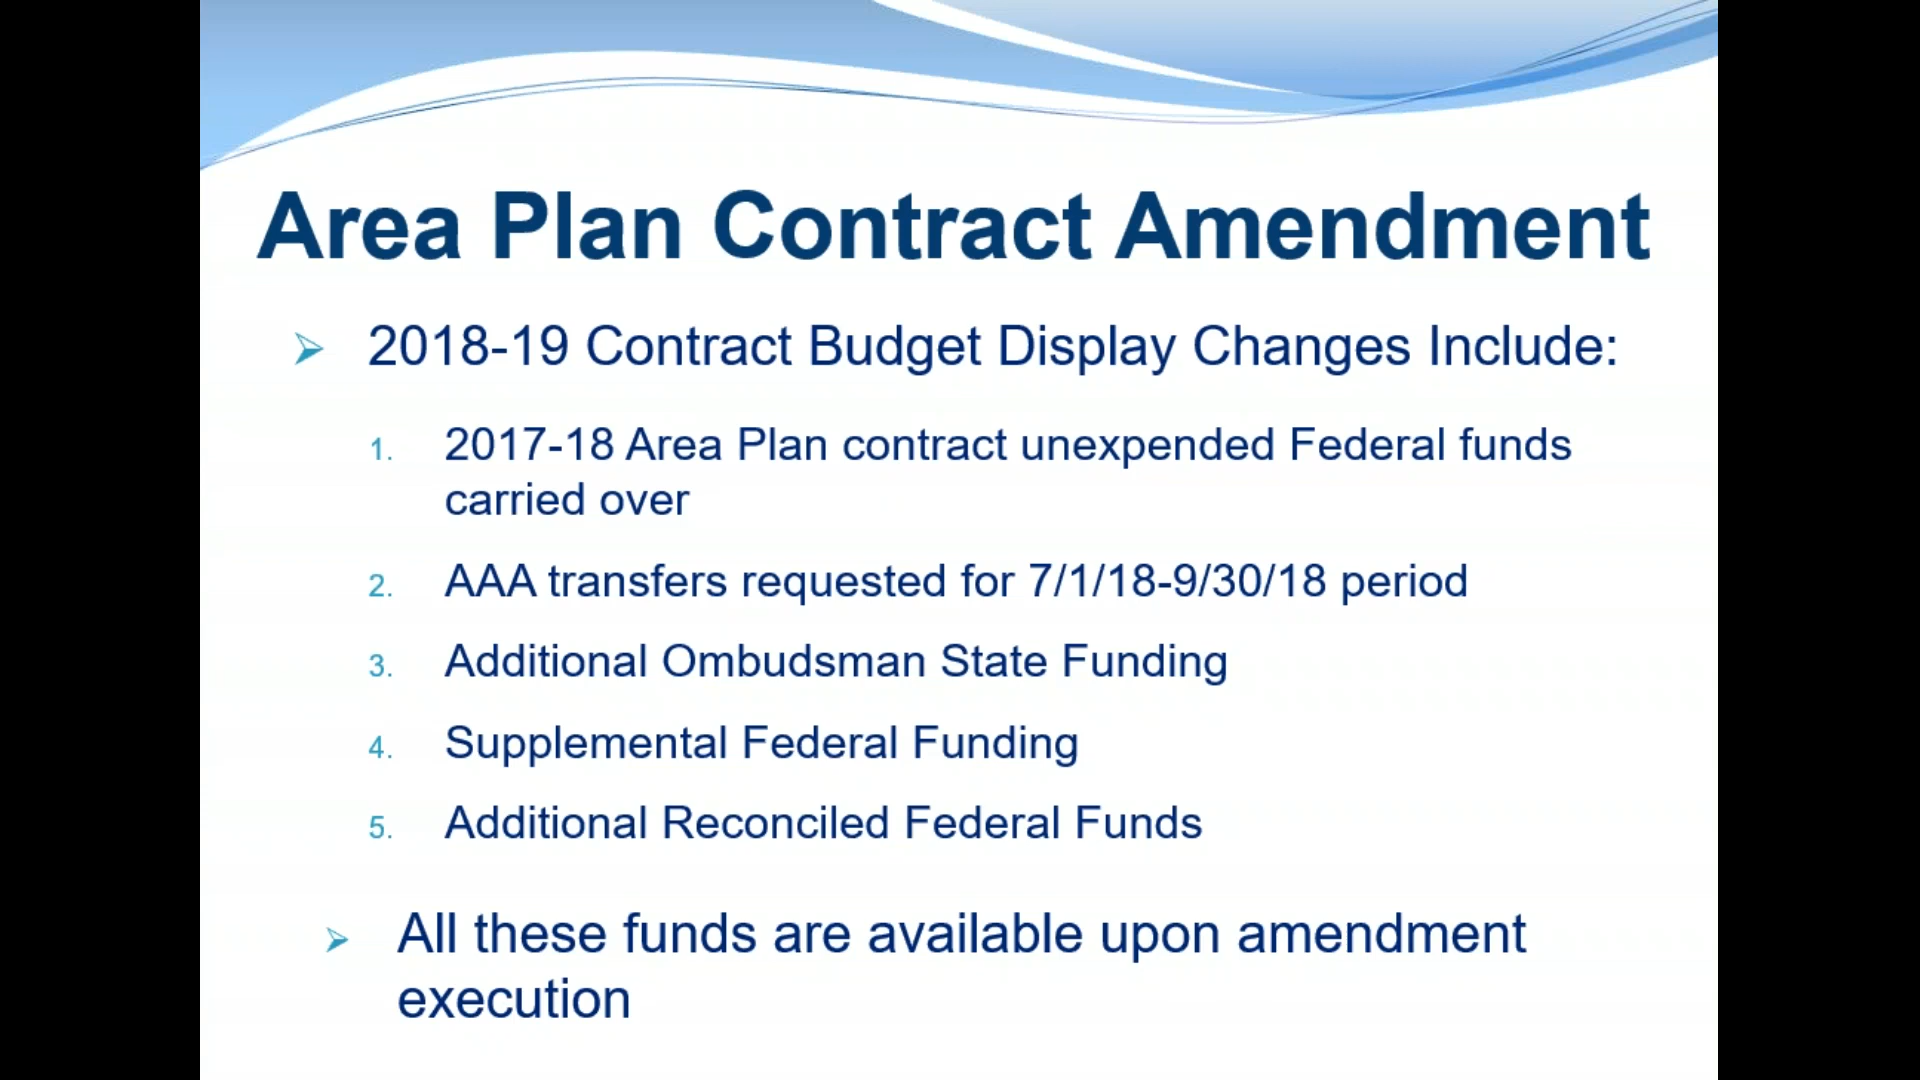 Area Plan Contract Amendment
➢ 2018-19 Contract Budget Display Changes Include:
1. 2017-18 Area Plan contract unexpended Federal funds
carried over
2. AAA transfers requested for 7/1/18-9/30/18 period
3. Additional Ombudsman State Funding
4. Supplemental Federal Funding
5. Additional Reconciled Federal Funds
➢ All these funds are available upon amendment
execution